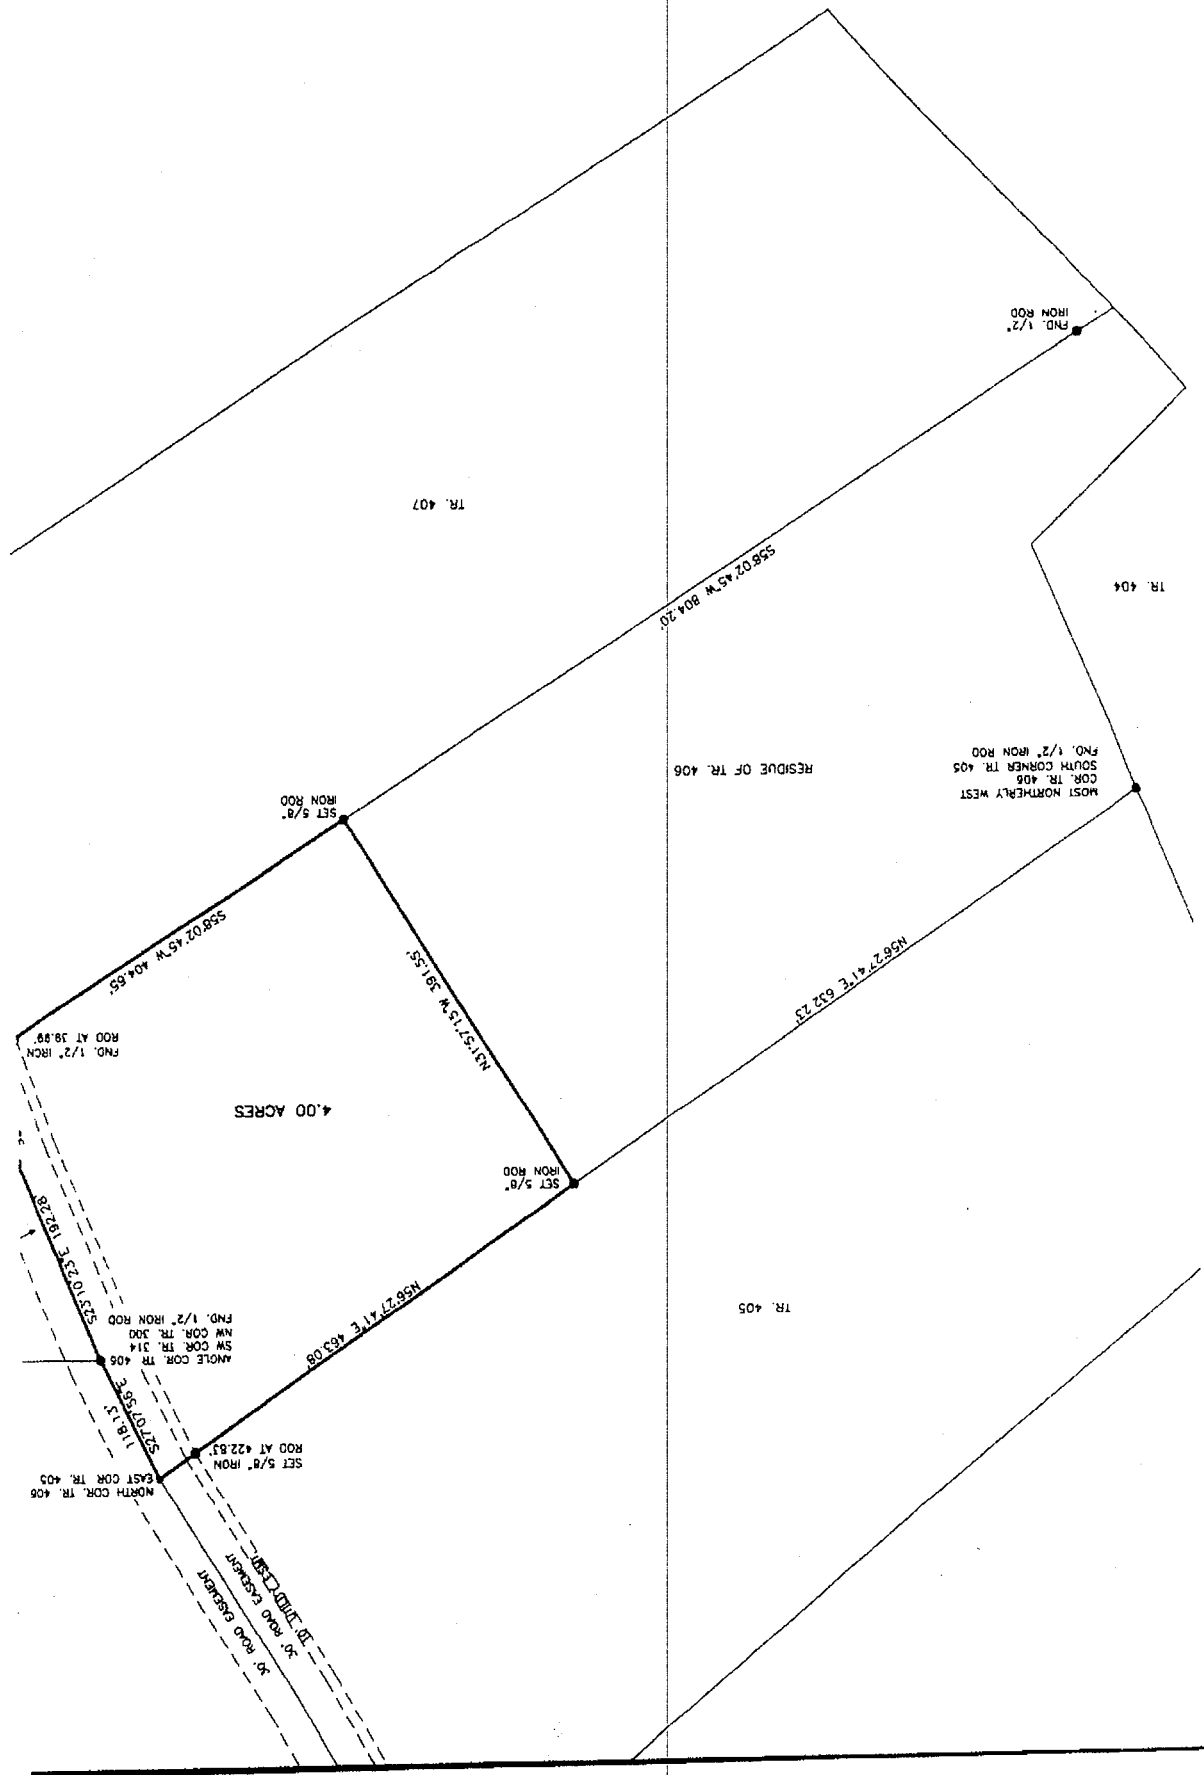 30' ROAD EASEMENT
30' ROAD EASEMENT
10' UTILITY ESM'T
NORTH COR. TR. 406
EAST COR. TR. 405
SET 5/8" IRON
ROD AT 422.83'
S27°07'56"E
118.13'
ANGLE COR. TR 406
SW COR. TR. 314
NW COR. TR. 300
FND. 1/2" IRON ROD
N56°27'41"E 463.08'
TR. 405
S23°10'23"E 192.28'
SET 5/8"
IRON ROD
4.00 ACRES
FND. 1/2" IRON
ROD AT 39.99'
N31°57'15"W 391.55'
N56°27'41"E 632.23'
S58°02'45"W 404.65'
SET 5/8"
IRON ROD
MOST NORTHERLY WEST
COR. TR. 406
SOUTH CORNER TR. 405
FND. 1/2" IRON ROD
RESIDUE OF TR. 406
TR. 404
S58°02'45"W 804.20'
TR. 407
FND. 1/2"
IRON ROD